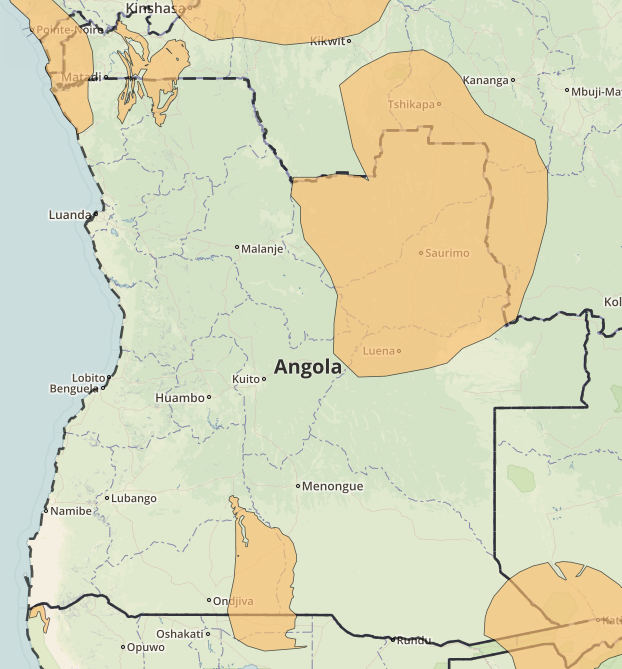 Kinshasa
Pointe-Noire
Kikwit
Matadi
Kananga
Mbuji-Ma
Tshikapa
Luanda
Malanje
Saurimo
Kol
Luena
Angola
Lobito
Kuito
Benguela
Huambo
Menongue
Lubango
Namibe
Ondjiva
Kat
Oshakati
Rundu
Opuwo